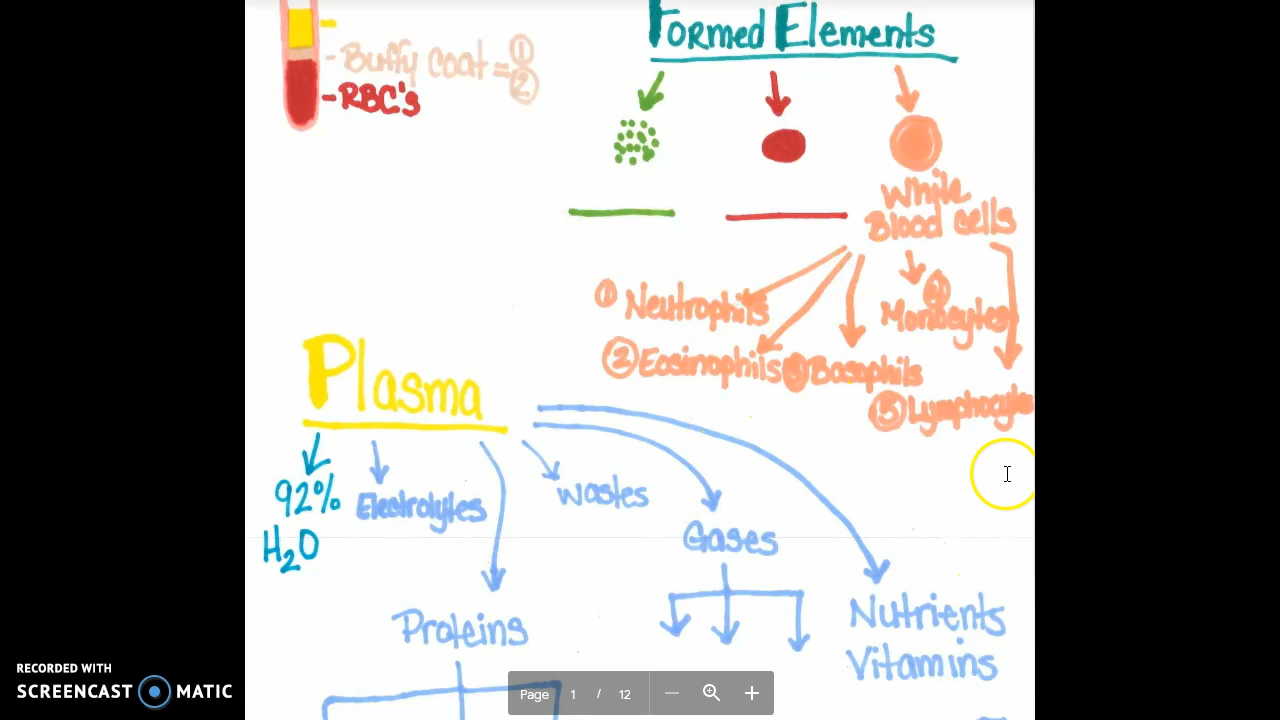 Formed Elements
Buffy coat = ①
②
RBC's
White
Blood cells
① Neutrophils
④
Monocytes
② Eosinophils
③ Basophils
⑤ Lymphocyte
Plasma
92%
H₂O
Electrolytes
Wastes
Gases
Proteins
Nutrients
Vitamins
Page 1 / 12
RECORDED WITH
SCREENCAST MATIC